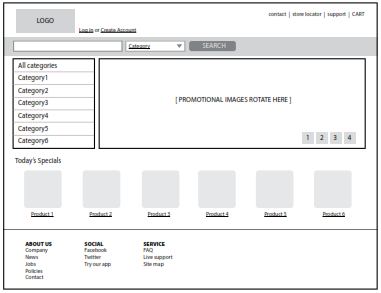 LOGO
contact | store locator | support | CART
Log in or Create Account
Category
SEARCH
All categories
Category1
Category2
Category3
Category4
Category5
Category6
[ PROMOTIONAL IMAGES ROTATE HERE ]
1 2 3 4
Today's Specials
Product 1 Product 2 Product 3 Product 4 Product 5 Product 6
ABOUT US SOCIAL SERVICE
Company Facebook FAQ
News Twitter Live support
Jobs Try our app Site map
Policies
Contact